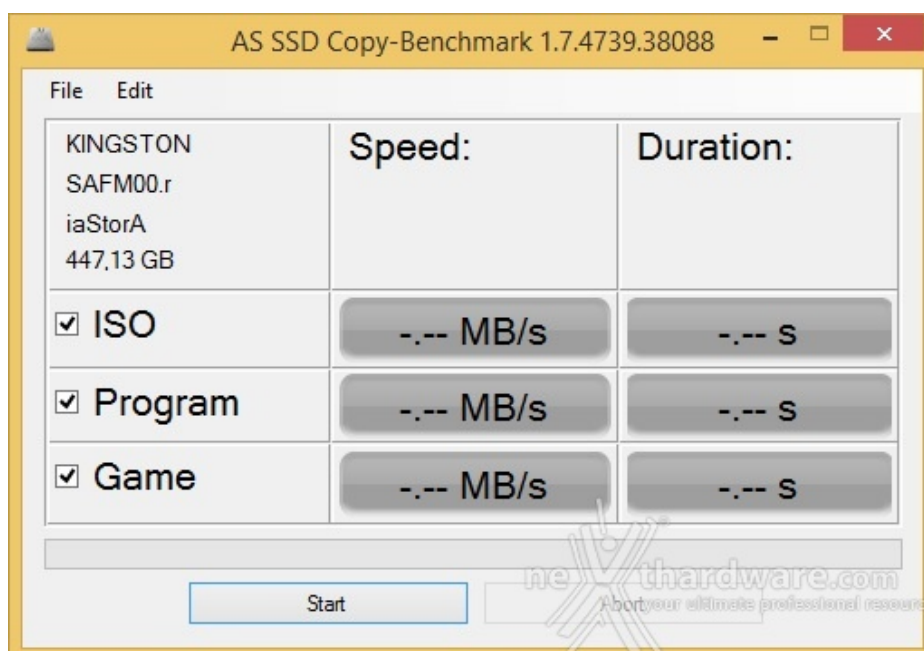 AS SSD Copy-Benchmark 1.7.4739.38088
File Edit
KINGSTON
SAFM00.r
iaStorA
447,13 GB
Speed:
Duration:
ISO
-.-- MB/s
-.-- s
Program
-.-- MB/s
-.-- s
Game
-.-- MB/s
-.-- s
Start
Abort
nexthardware.com
your ultimate professional resource